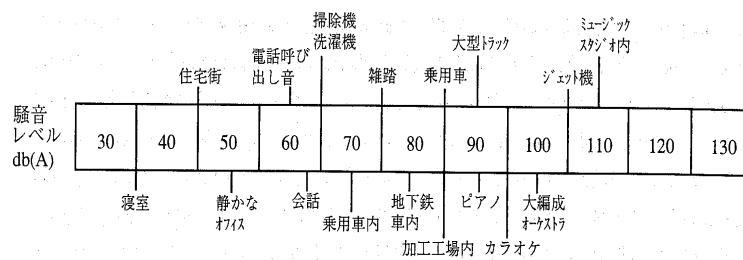 ミュージック
スタジオ内
掃除機
洗濯機
大型トラック
電話呼び
出し音
住宅街
雑踏
乗用車
ジェット機
騒音
レベル
db(A)
30 40 50 60 70 80 90 100 110 120 130
寝室
静かな
オフィス
会話
乗用車内
地下鉄
車内
ピアノ
大編成
オーケストラ
加工工場内
カラオケ